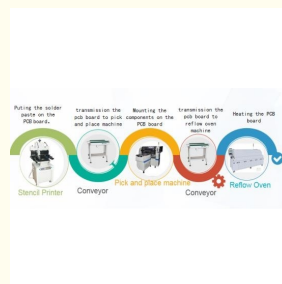 Puting the solder
paste on the
PCB board.
transmission the
pcb board to pick
and place machine
Mounting the
components on the
PCB board
transmission the
pcb board to
reflow oven
machine
Heating the PCB
board
Stencil Printer
Conveyor
Pick and place machine
Conveyor
Reflow Oven